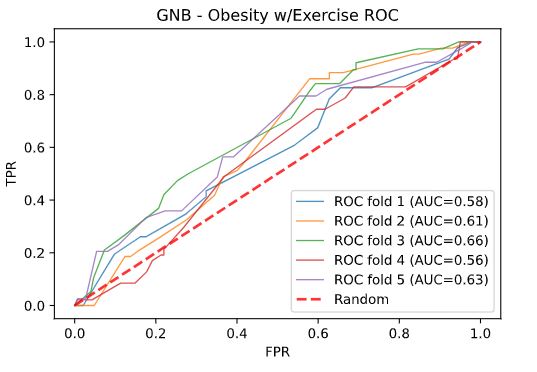 GNB - Obesity w/Exercise ROC
1.0
0.8
0.6
0.4
0.2
0.0
TPR
ROC fold 1 (AUC=0.58)
ROC fold 2 (AUC=0.61)
ROC fold 3 (AUC=0.66)
ROC fold 4 (AUC=0.56)
ROC fold 5 (AUC=0.63)
Random
0.0 0.2 0.4 0.6 0.8 1.0
FPR